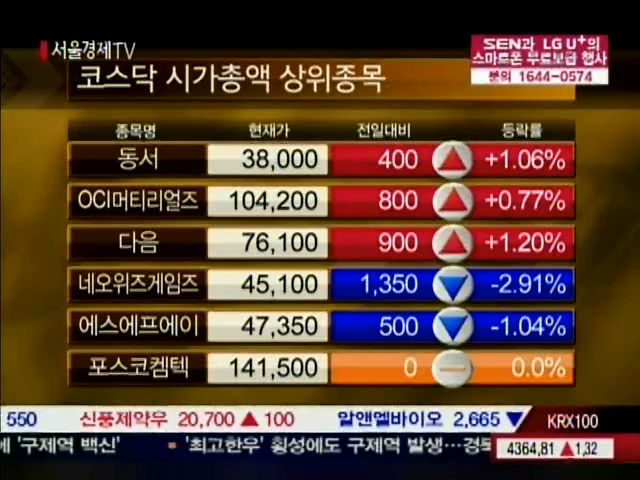 서울경제TV
SEN과 LG U+의
스마트폰 무료보급 행사
문의 1644-0574
코스닥 시가총액 상위종목
종목명 현재가 전일대비 등락률
동서 38,000 400 ▲ +1.06%
OCI머티리얼즈 104,200 800 ▲ +0.77%
다음 76,100 900 ▲ +1.20%
네오위즈게임즈 45,100 1,350 ▼ -2.91%
에스에프에이 47,350 500 ▼ -1.04%
포스코켐텍 141,500 0 - 0.0%
550 신풍제약우 20,700 ▲ 100 알앤엘바이오 2,665 ▼ KRX100
에 '구제역 백신' '최고한우' 횡성에도 구제역 발생…경북 4364,81 ▲1,32